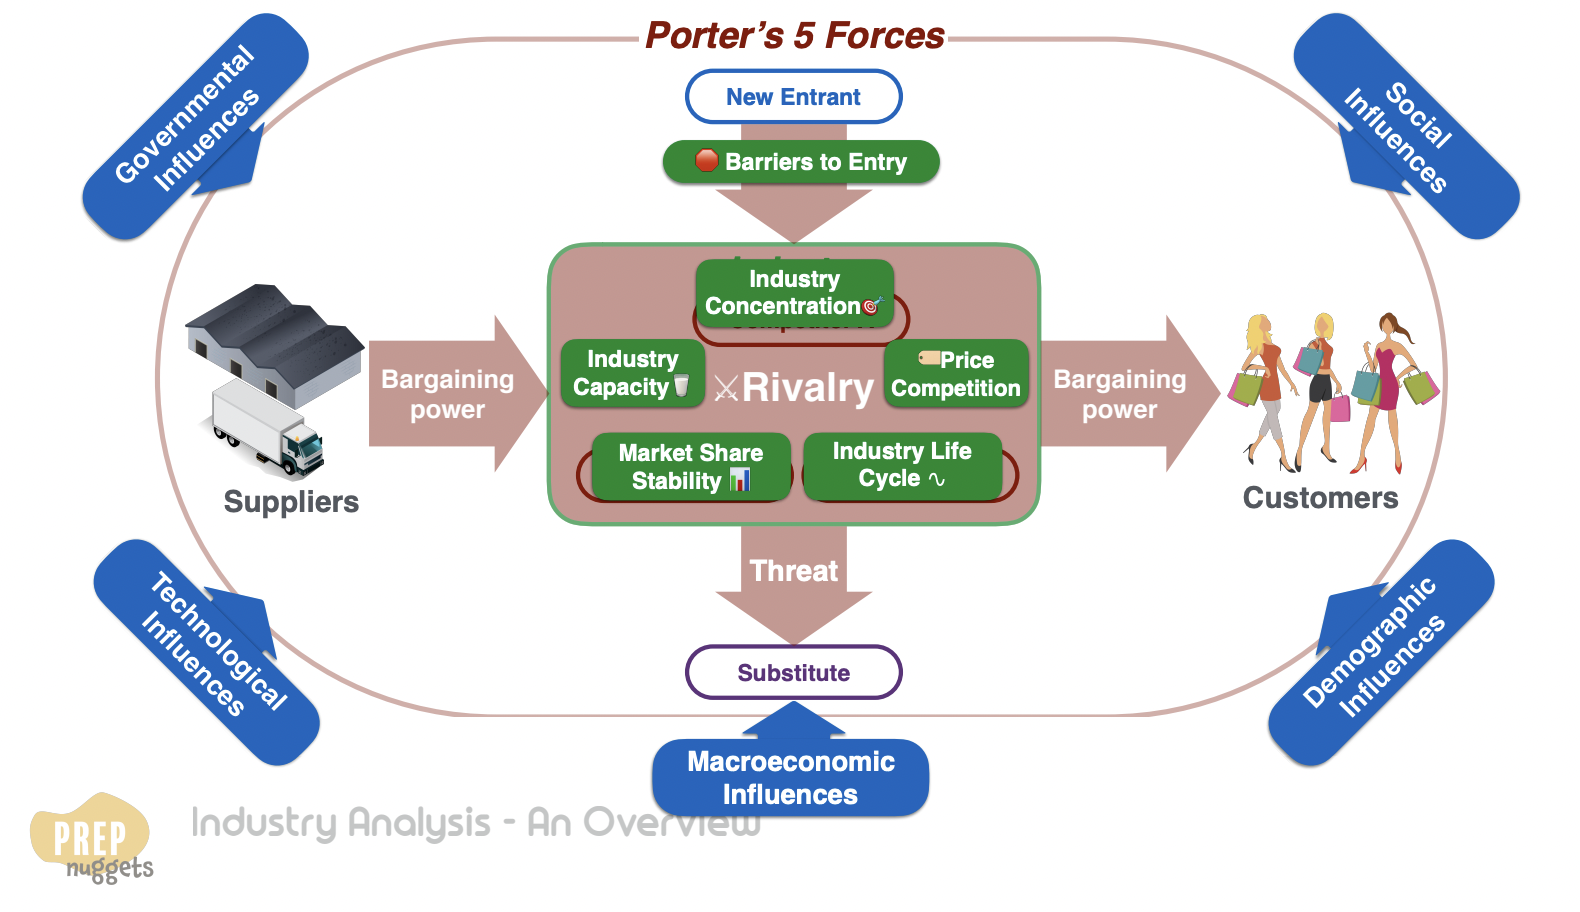 Porter's 5 Forces
Governmental
Influences
Social
Influences
New Entrant
Barriers to Entry
Industry
Concentration
Industry
Capacity
Price
Competition
Rivalry
Market Share
Stability
Industry Life
Cycle
Bargaining
power
Bargaining
power
Suppliers
Customers
Threat
Substitute
Technological
Influences
Demographic
Influences
Macroeconomic
Influences
Industry Analysis - An Overview
PREP
nuggets